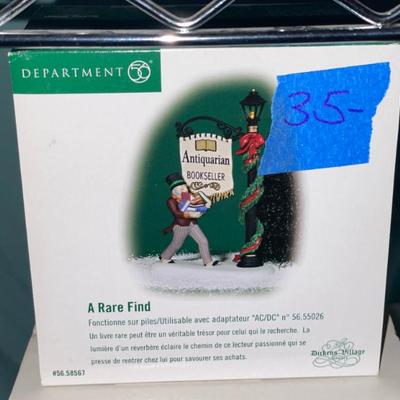 DEPARTMENT 56
35-
Antiquarian
BOOKSELLER
A Rare Find
Fonctionne sur piles/Utilisable avec adaptateur "AC/DC" n° 56.55026
Un livre rare peut être un véritable trésor pour celui qui le recherche. La
lumière d'un réverbère éclaire le chemin de ce lecteur passionné qui se
presse de rentrer chez lui pour savourer ses achats.
Dickens' Village
#56.58567